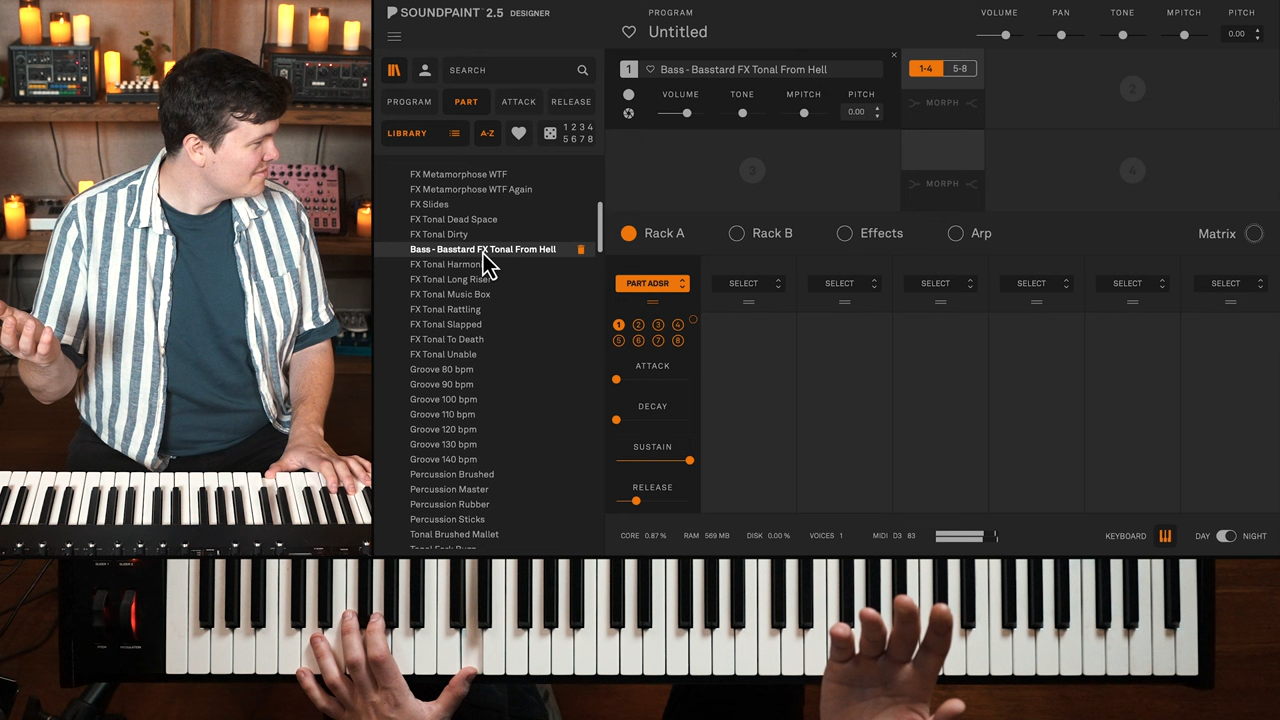 SOUNDPAINT 2.5 DESIGNER
PROGRAM
Untitled
VOLUME PAN TONE MPITCH PITCH
0.00
SEARCH
PROGRAM PART ATTACK RELEASE
LIBRARY A-Z 1 2 3 4
5 6 7 8
1 Bass - Basstard FX Tonal From Hell
VOLUME TONE MPITCH PITCH
0.00
1-4 5-8
MORPH
2
3
MORPH
4
FX Metamorphose WTF
FX Metamorphose WTF Again
FX Slides
FX Tonal Dead Space
FX Tonal Dirty
Bass - Basstard FX Tonal From Hell
FX Tonal Harmon
FX Tonal Long Riser
FX Tonal Music Box
FX Tonal Rattling
FX Tonal Slapped
FX Tonal To Death
FX Tonal Unable
Groove 80 bpm
Groove 90 bpm
Groove 100 bpm
Groove 110 bpm
Groove 120 bpm
Groove 130 bpm
Groove 140 bpm
Percussion Brushed
Percussion Master
Percussion Rubber
Percussion Sticks
Tonal Brushed Mallet
Rack A Rack B Effects Arp Matrix
PART ADSR SELECT SELECT SELECT SELECT SELECT SELECT
1 2 3 4
5 6 7 8
ATTACK
DECAY
SUSTAIN
RELEASE
CORE 0.87 % RAM 569 MB DISK 0.00 % VOICES 1 MIDI D3 83 KEYBOARD DAY NIGHT